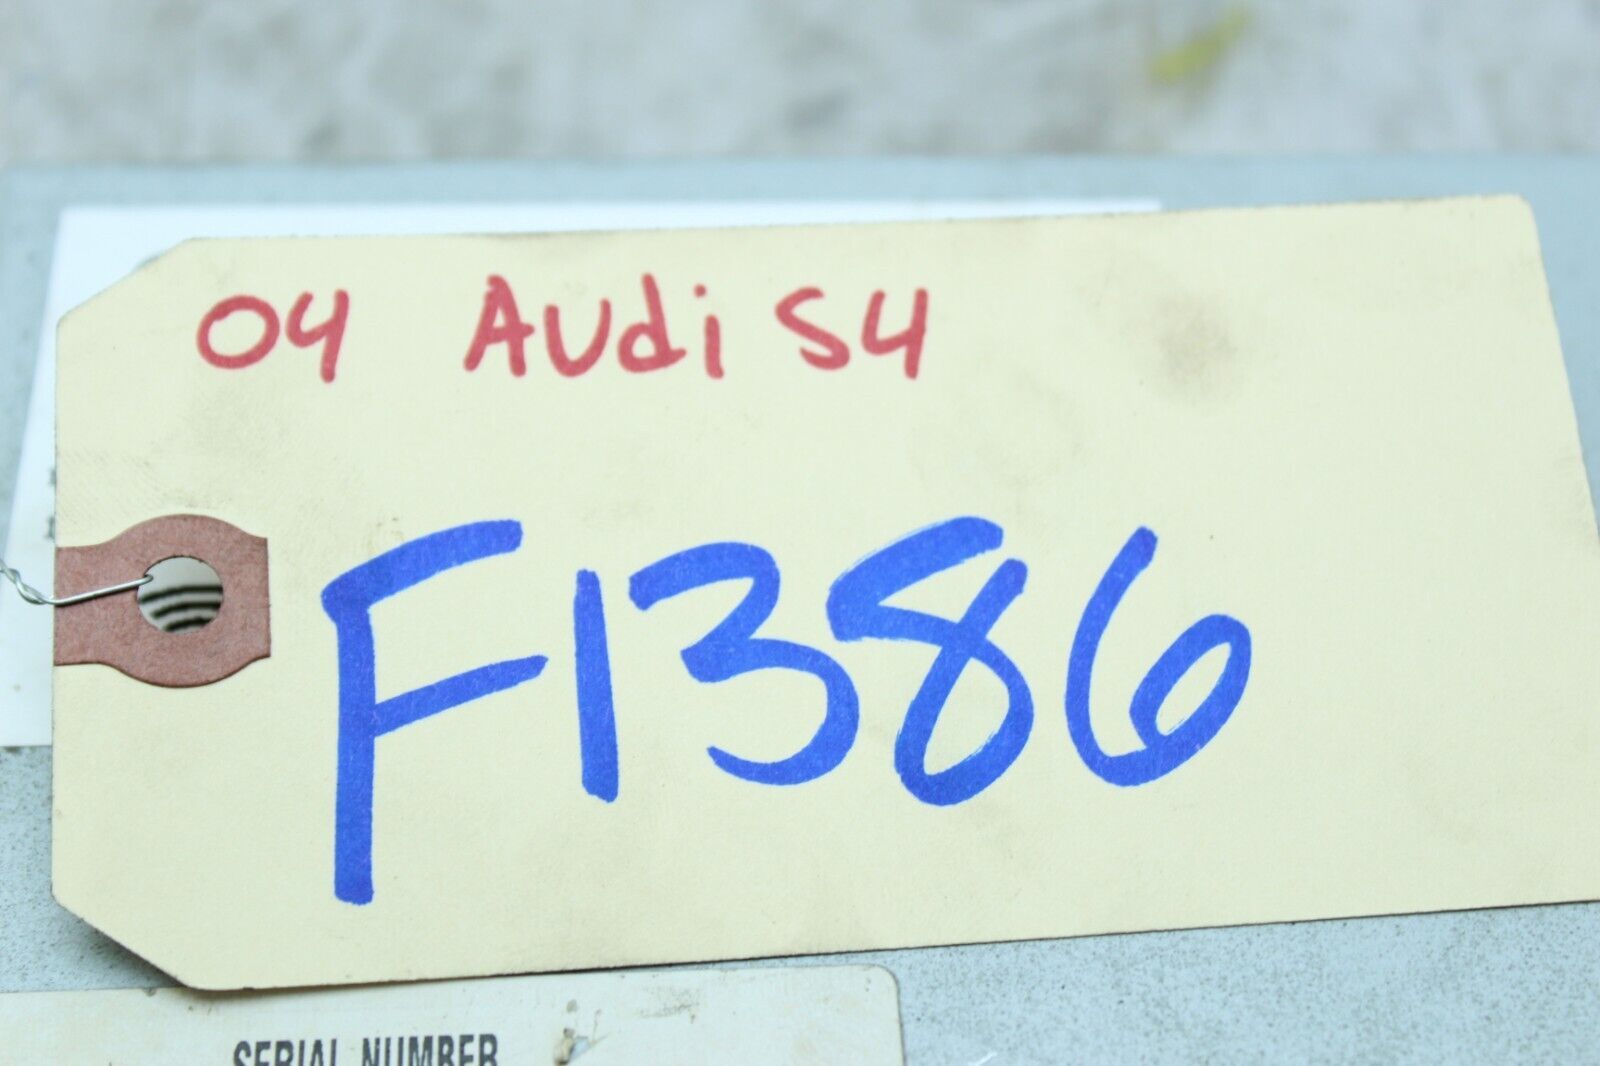 04 Audi S4
F1386
SERIAL NUMBER